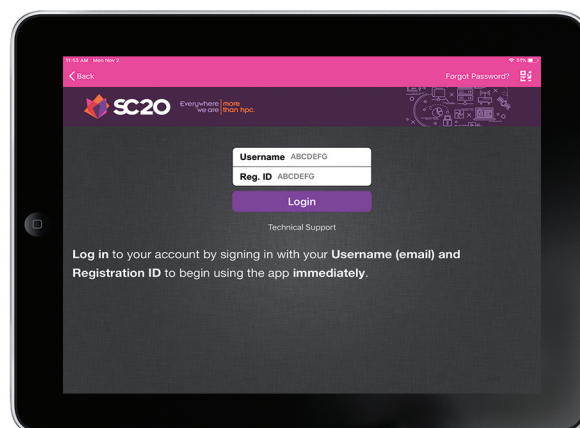 11:53 AM Mon Nov 2
51%
Back
Forgot Password?
SC20
Everywhere more
we are than hpc.
Username ABCDEFG
Reg. ID ABCDEFG
Login
Technical Support
Log in to your account by signing in with your Username (email) and
Registration ID to begin using the app immediately.